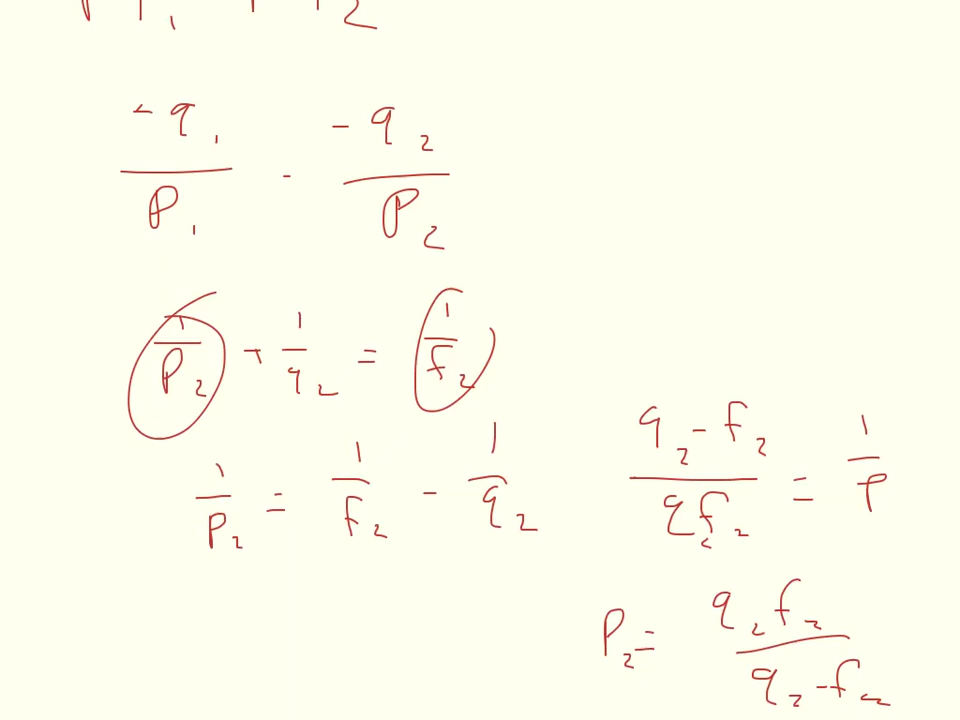 -q₁/P₁ · -q₂/P₂
1/P₂ + 1/q₂ = 1/f₂
1/P₂ = 1/f₂ - 1/q₂
q₂-f₂/q₂f₂ = 1/P
P₂ = q₂f₂/q₂-f₂